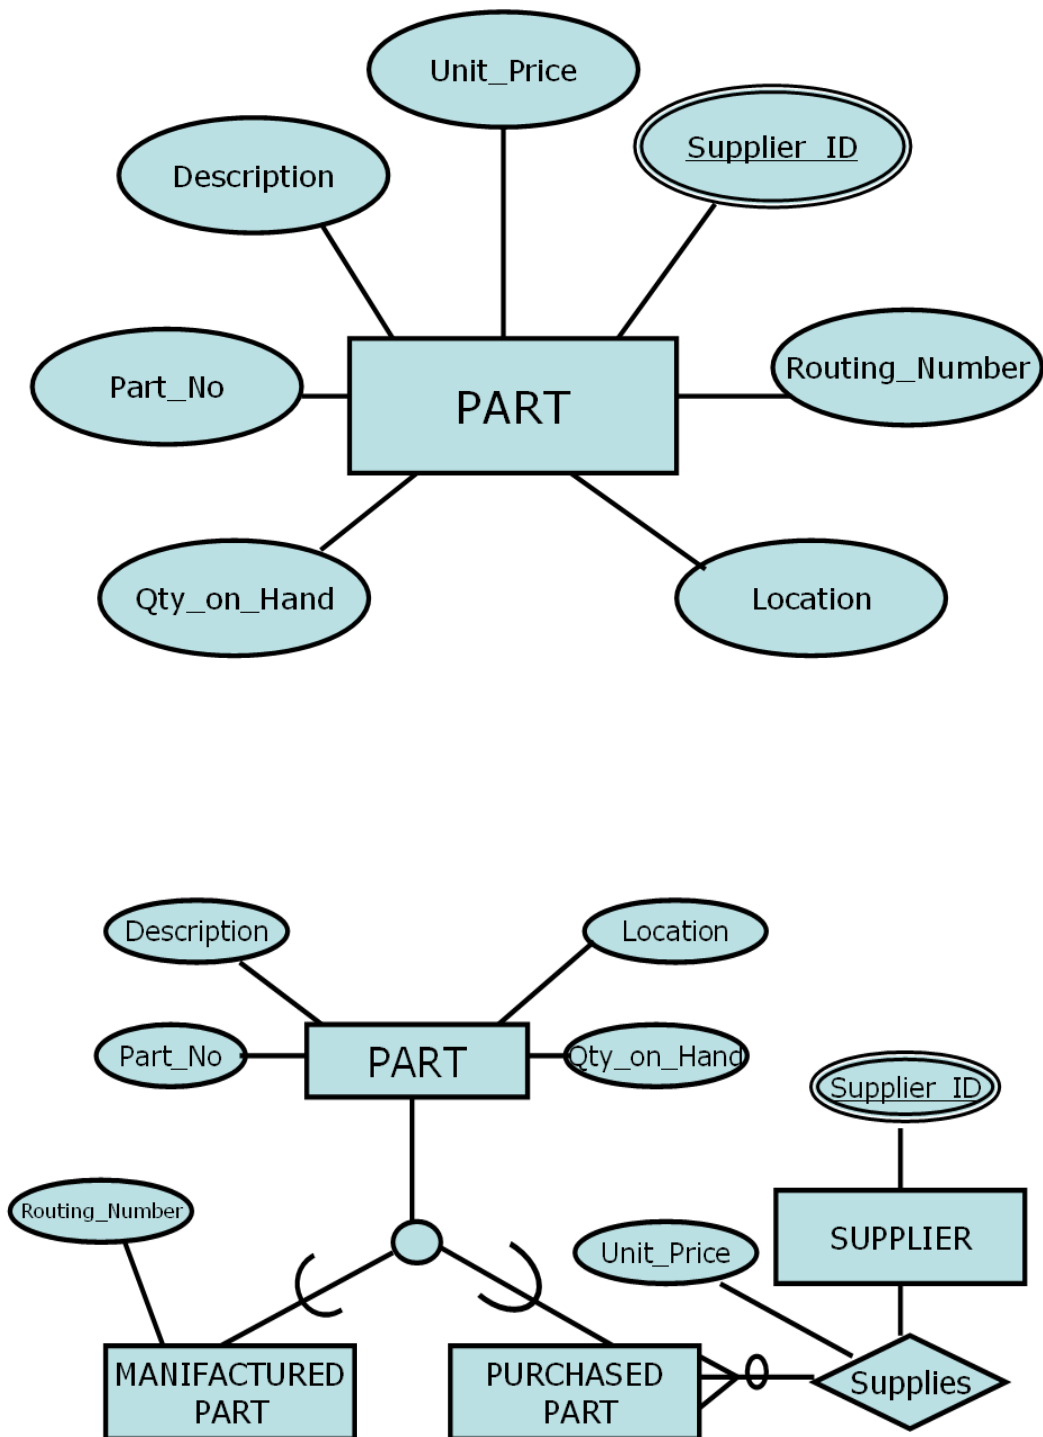 Unit_Price
Supplier_ID
Description
Routing_Number
Part_No
PART
Qty_on_Hand
Location
Description
Location
Part_No
PART
Qty_on_Hand
Supplier_ID
Routing_Number
Unit_Price
SUPPLIER
MANIFACTURED
PART
PURCHASED
PART
Supplies